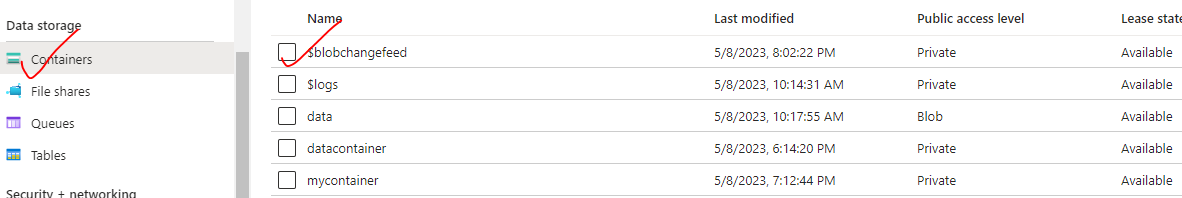 Data storage
Containers
File shares
Queues
Tables
Security + networking
Name Last modified Public access level Lease state
$blobchangefeed 5/8/2023, 8:02:22 PM Private Available
$logs 5/8/2023, 10:14:31 AM Private Available
data 5/8/2023, 10:17:55 AM Blob Available
datacontainer 5/8/2023, 6:14:20 PM Private Available
mycontainer 5/8/2023, 7:12:44 PM Private Available